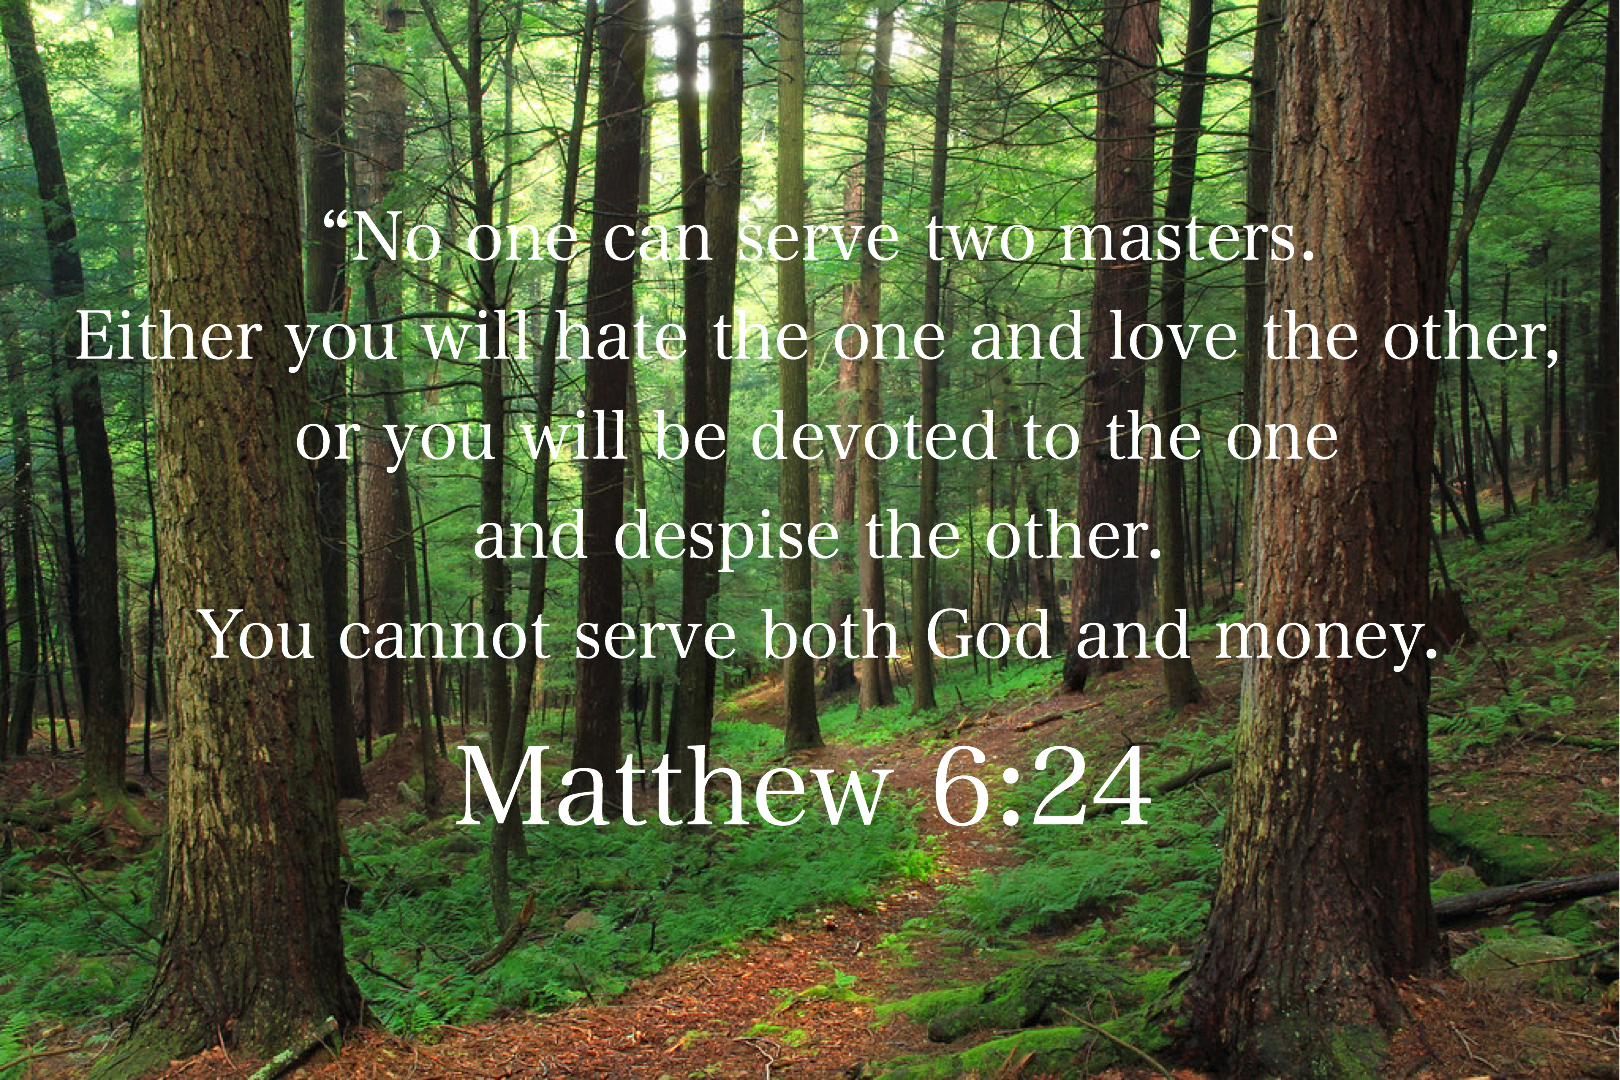 “No one can serve two masters.
Either you will hate the one and love the other,
or you will be devoted to the one
and despise the other.
You cannot serve both God and money.
Matthew 6:24